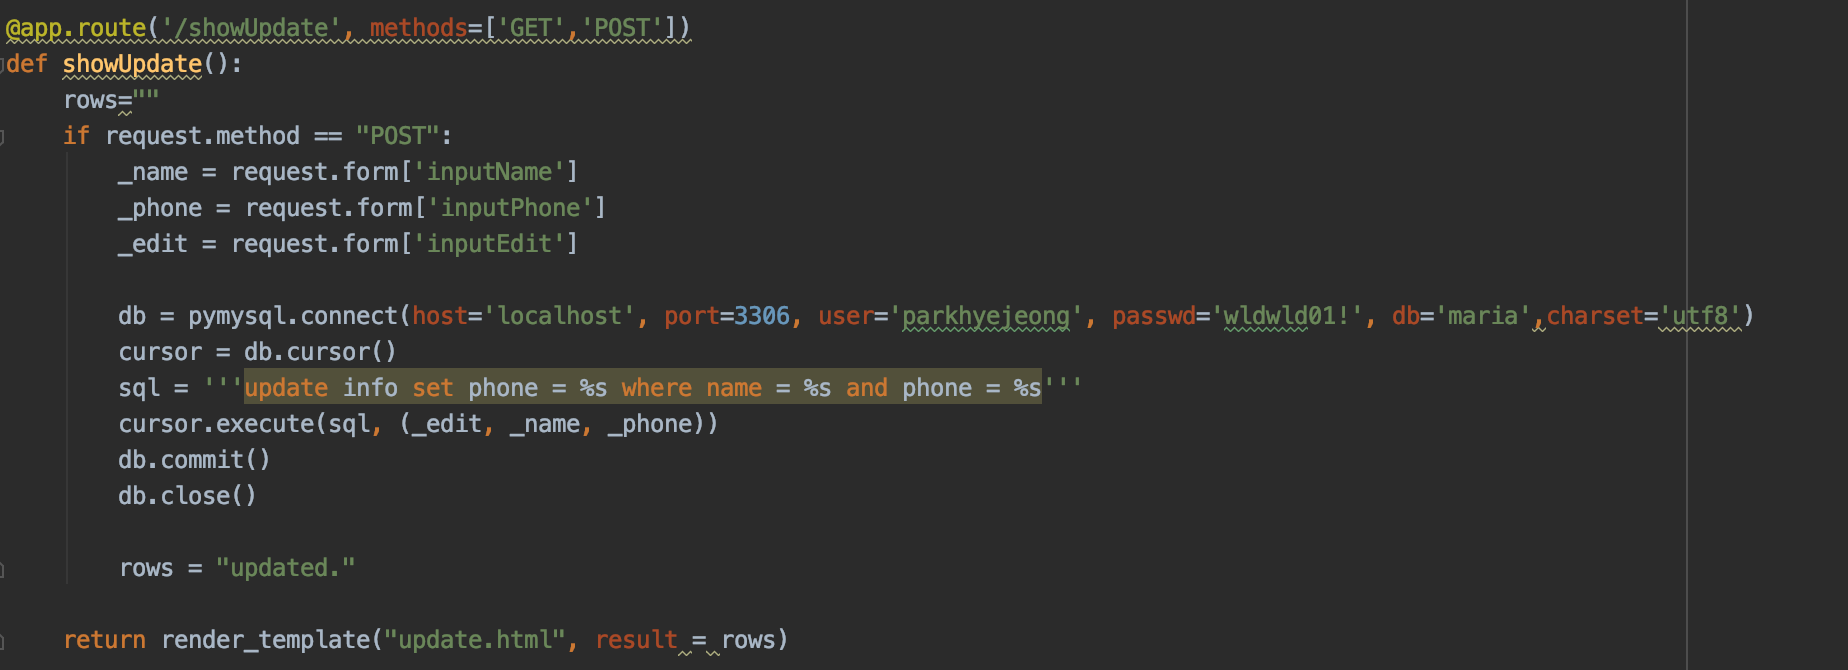 @app.route('/showUpdate', methods=['GET','POST'])
def showUpdate():
    rows=""
    if request.method == "POST":
        _name = request.form['inputName']
        _phone = request.form['inputPhone']
        _edit = request.form['inputEdit']

        db = pymysql.connect(host='localhost', port=3306, user='parkhyejeong', passwd='wldwld01!', db='maria',charset='utf8')
        cursor = db.cursor()
        sql = '''update info set phone = %s where name = %s and phone = %s'''
        cursor.execute(sql, (_edit, _name, _phone))
        db.commit()
        db.close()

        rows = "updated."

    return render_template("update.html", result = rows)